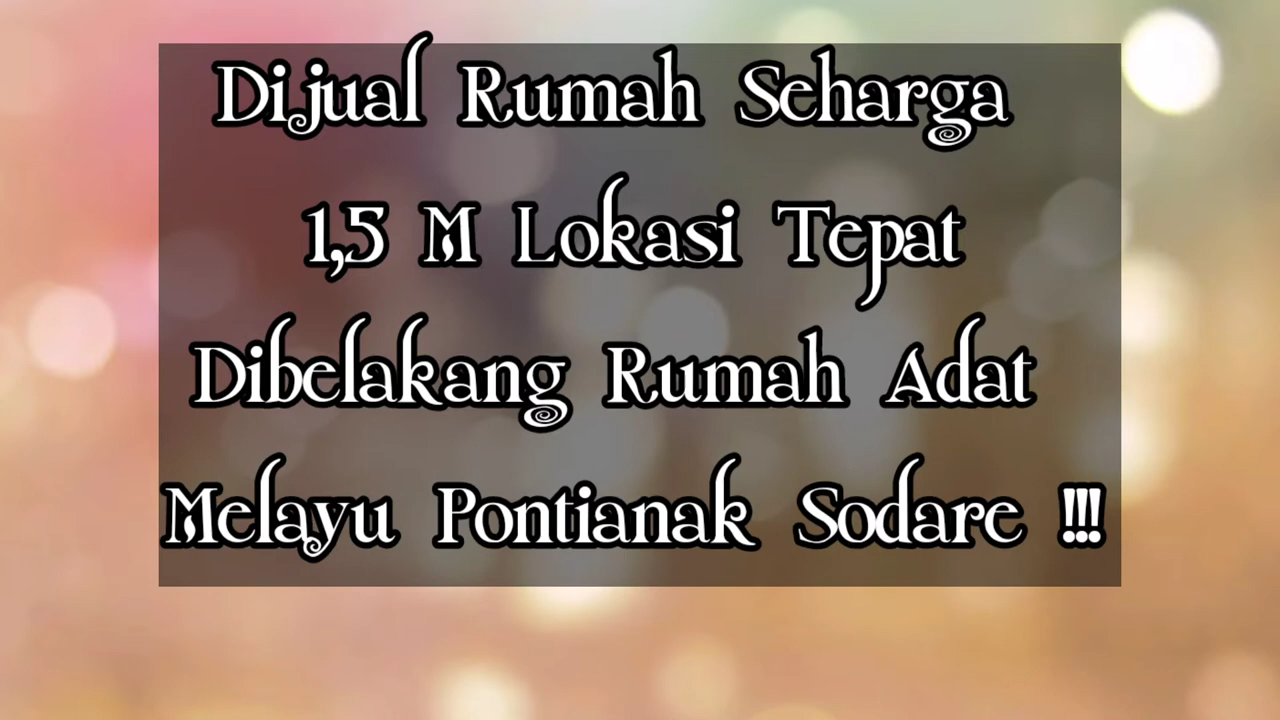 Dijual Rumah Seharga
1,5 M Lokasi Tepat
Dibelakang Rumah Adat
Melayu Pontianak Sodare !!!